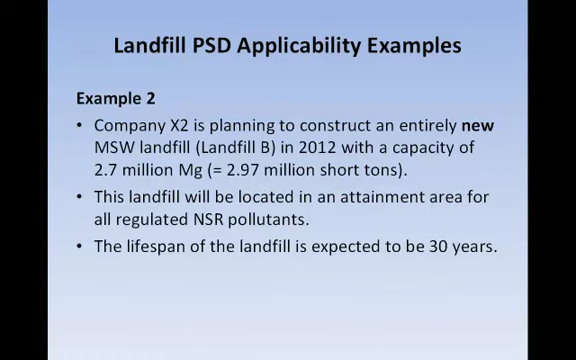 Landfill PSD Applicability Examples
Example 2
• Company X2 is planning to construct an entirely new
MSW landfill (Landfill B) in 2012 with a capacity of
2.7 million Mg (= 2.97 million short tons).
• This landfill will be located in an attainment area for
all regulated NSR pollutants.
• The lifespan of the landfill is expected to be 30 years.